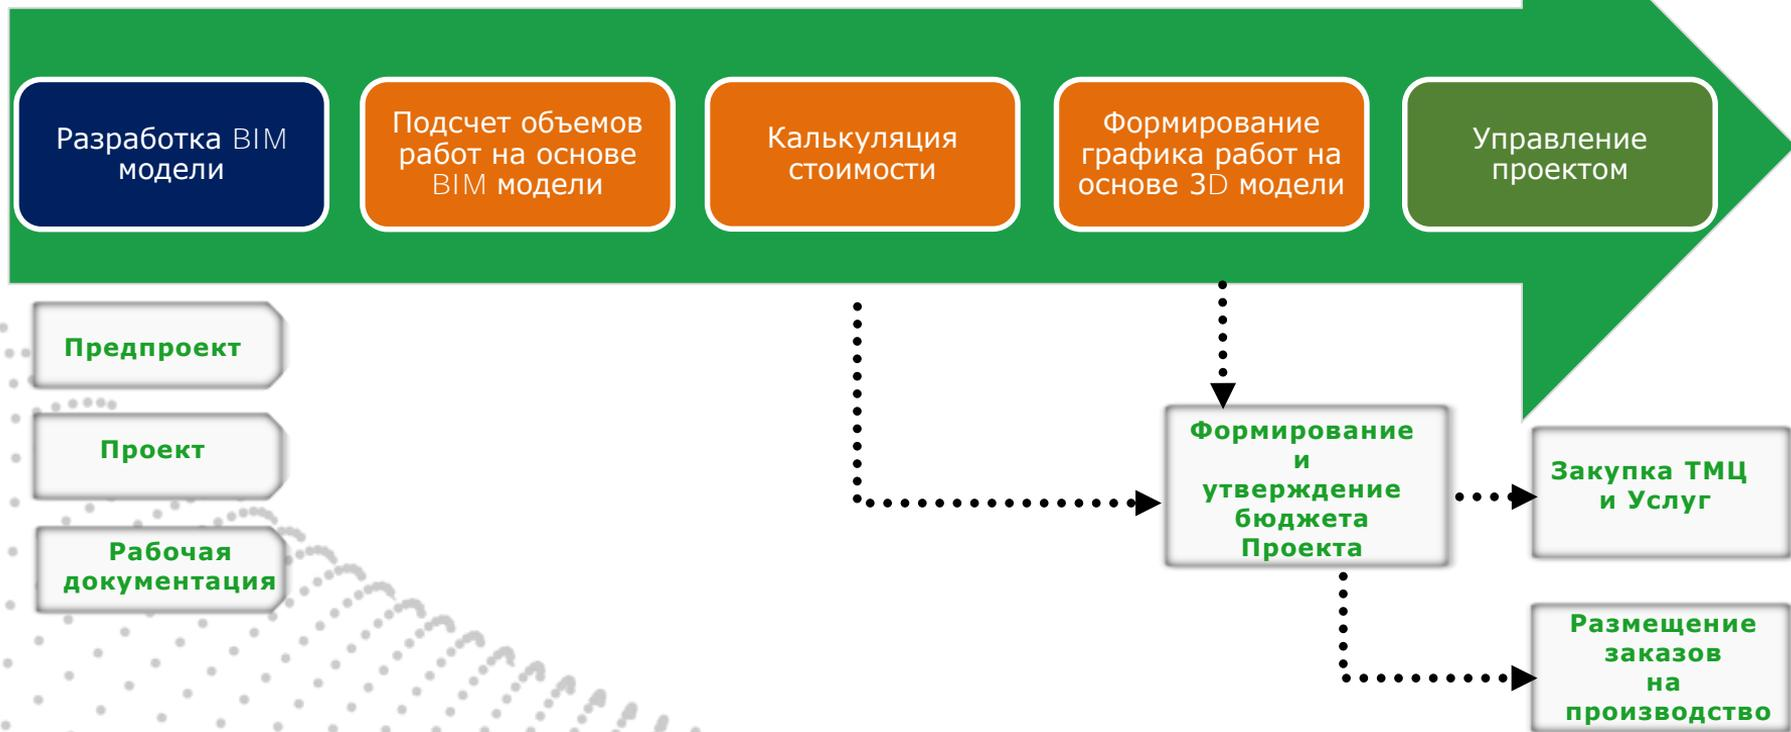 Разработка BIM
модели
Подсчет объемов
работ на основе
BIM модели
Калькуляция
стоимости
Формирование
графика работ на
основе 3D модели
Управление
проектом
Предпроект
Проект
Рабочая
документация
Формирование
и
утверждение
бюджета
Проекта
Закупка ТМЦ
и Услуг
Размещение
заказов
на
производство